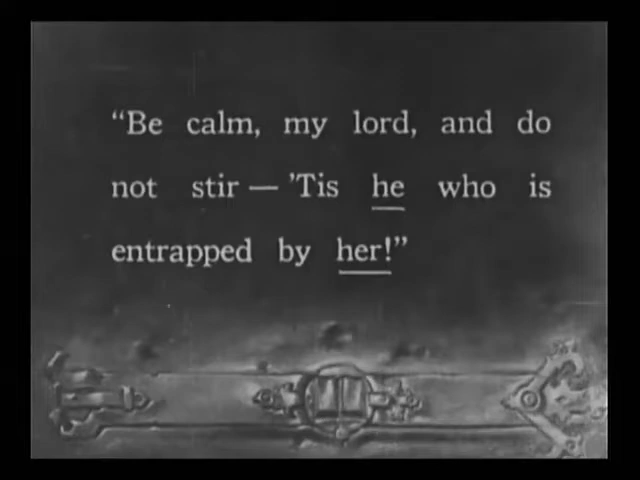 “Be calm, my lord, and do
not stir — ’Tis he who is
entrapped by her!”